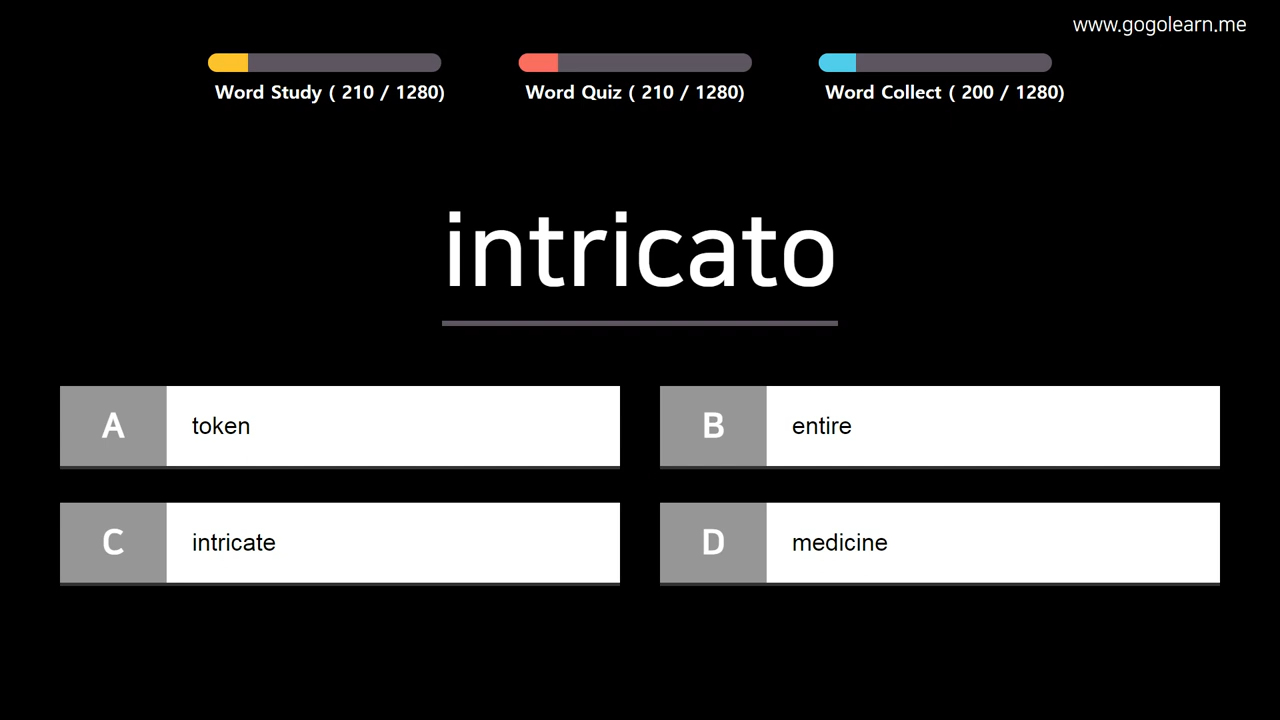 www.gogolearn.me
Word Study ( 210 / 1280)
Word Quiz ( 210 / 1280)
Word Collect ( 200 / 1280)
intricato
A
token
B
entire
C
intricate
D
medicine